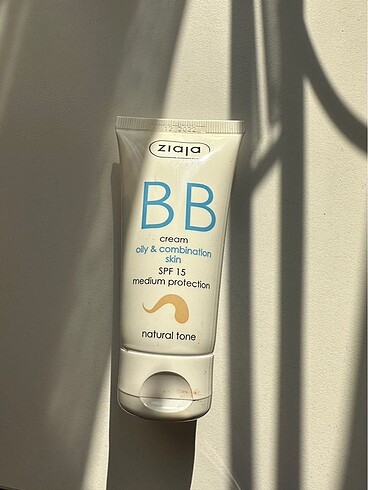 ziaja
BB
cream
oily & combination
skin
SPF 15
medium protection
natural tone